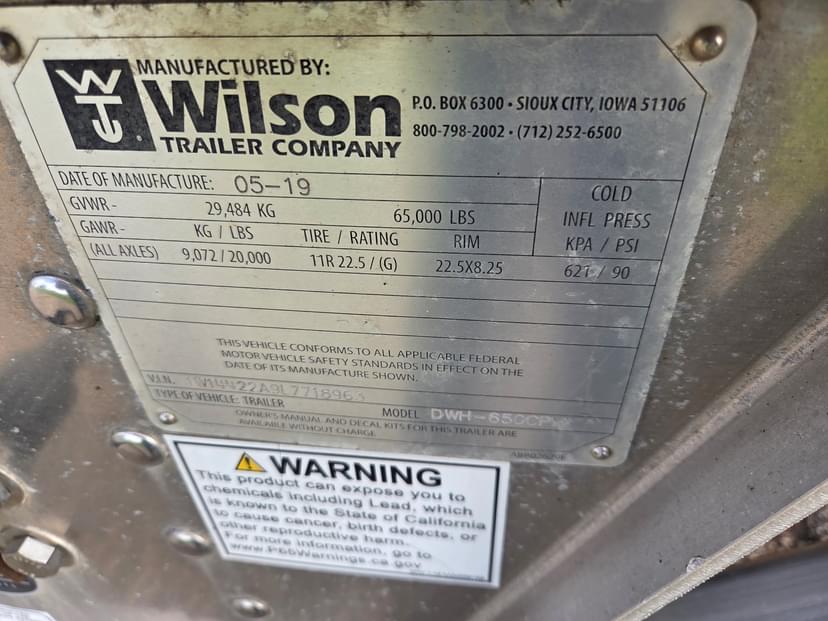 MANUFACTURED BY:
WTC
Wilson
TRAILER COMPANY
P.O. BOX 6300 • SIOUX CITY, IOWA 51106
800-798-2002 • (712) 252-6500
DATE OF MANUFACTURE: 05-19
GVWR - 29,484 KG 65,000 LBS
COLD
INFL PRESS
KPA / PSI
GAWR - KG / LBS TIRE / RATING RIM
(ALL AXLES) 9,072 / 20,000 11R 22.5 / (G) 22.5X8.25 621 / 90
THIS VEHICLE CONFORMS TO ALL APPLICABLE FEDERAL
MOTOR VEHICLE SAFETY STANDARDS IN EFFECT ON THE
DATE OF ITS MANUFACTURE SHOWN.
V.I.N.
TYPE OF VEHICLE: TRAILER MODEL
OWNER'S MANUAL AND DECAL KITS FOR THIS TRAILER ARE
AVAILABLE WITHOUT CHARGE
WARNING
This product can expose you to
chemicals including Lead, which
is known to the State of California
to cause cancer, birth defects, or
other reproductive harm.
For more information, go to
www.P65Warnings.ca.gov